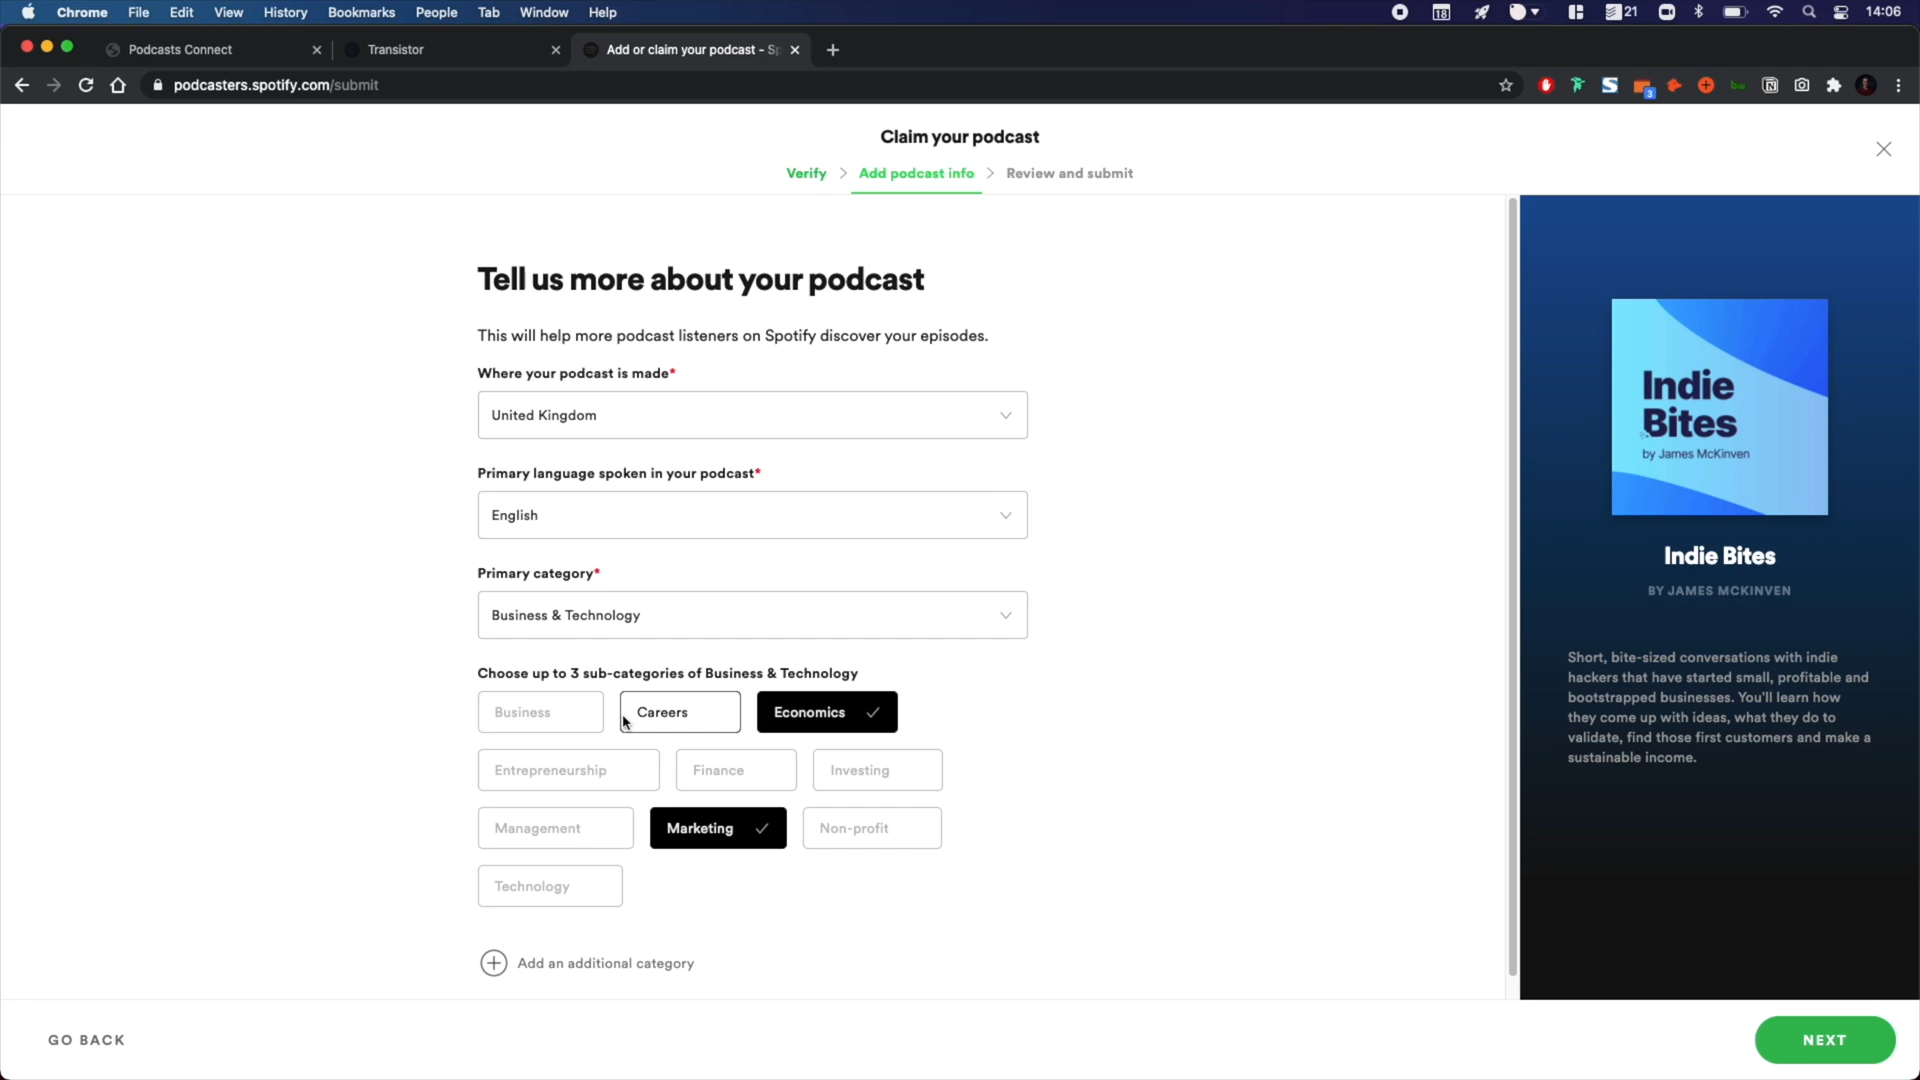 Chrome File Edit View History Bookmarks People Tab Window Help
18 21 14:06
Podcasts Connect
Transistor
Add or claim your podcast - Sp
podcasters.spotify.com/submit
3
bw
Claim your podcast
Verify > Add podcast info > Review and submit
Tell us more about your podcast
This will help more podcast listeners on Spotify discover your episodes.
Where your podcast is made*
United Kingdom
Primary language spoken in your podcast*
English
Primary category*
Business & Technology
Choose up to 3 sub-categories of Business & Technology
Business Careers Economics
Entrepreneurship Finance Investing
Management Marketing Non-profit
Technology
Add an additional category
Indie
Bites
by James McKinven
Indie Bites
BY JAMES MCKINVEN
Short, bite-sized conversations with indie
hackers that have started small, profitable and
bootstrapped businesses. You'll learn how
they come up with ideas, what they do to
validate, find those first customers and make a
sustainable income.
GO BACK
NEXT